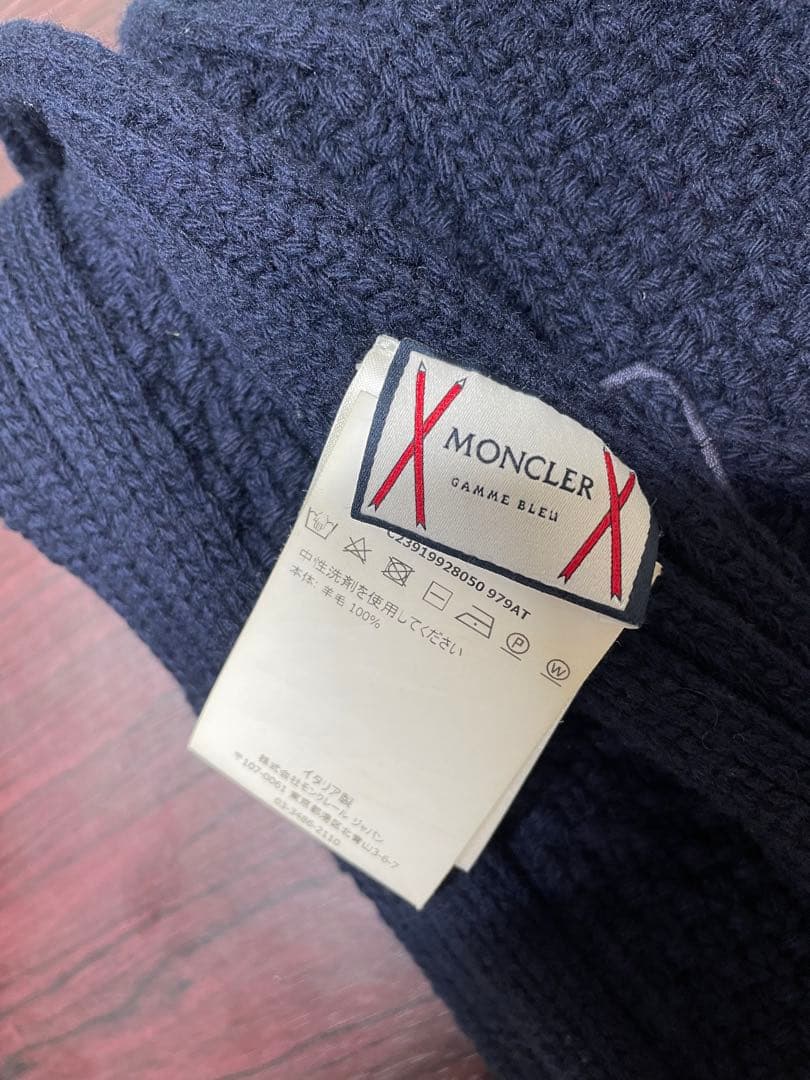 MONCLER
GAMME BLEU
C23919928050 979AT
P
W
中性洗剤を使用してください
本体: 羊毛 100%
イタリア製
株式会社モンクレール ジャパン
〒107-0061 東京都港区北青山3-6-7
03-3486-2110